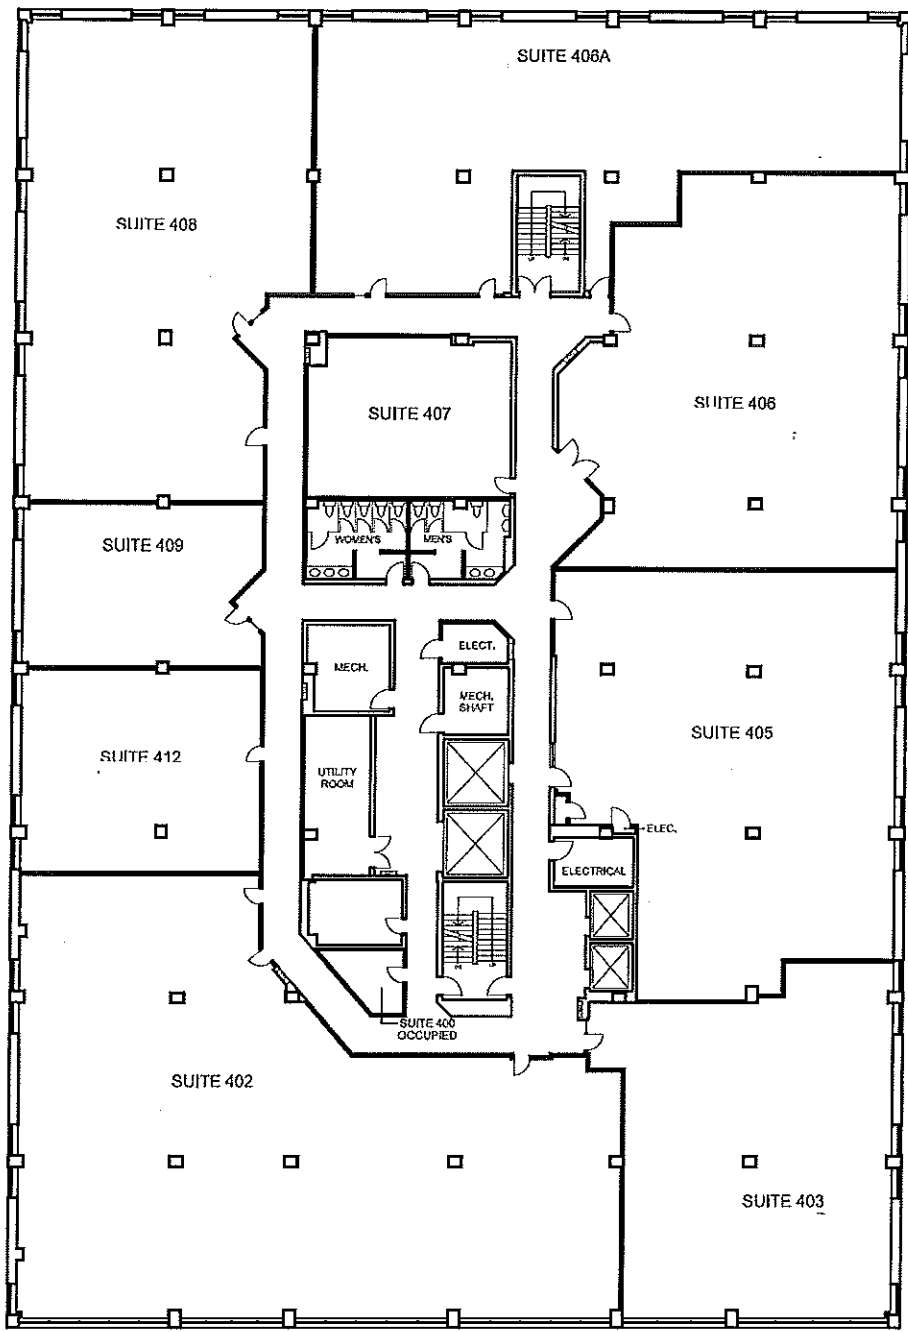 SUITE 406A
SUITE 408
SUITE 406
SUITE 407
WOMEN'S
MEN'S
SUITE 409
ELECT.
MECH.
MECH.
SHAFT
SUITE 405
SUITE 412
UTILITY
ROOM
ELEC.
ELECTRICAL
SUITE 400
OCCUPIED
SUITE 402
SUITE 403